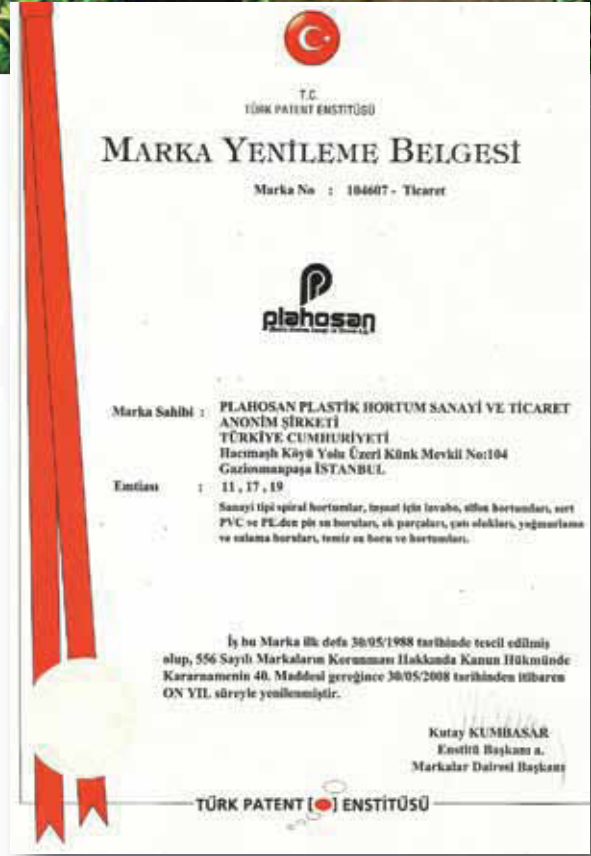 T.C.
TÜRK PATENT ENSTİTÜSÜ
MARKA YENİLEME BELGESİ
Marka No : 104607 - Ticaret
plahosan
Marka Sahibi : PLAHOSAN PLASTİK HORTUM SANAYİ VE TİCARET
ANONİM ŞİRKETİ
TÜRKİYE CUMHURİYETİ
Hacımaşlı Köyü Yolu Üzeri Künk Mevkii No:104
Gaziosmanpaşa İSTANBUL
Emtiası : 11 , 17 , 19
Sanayi tipi spiral hortumlar, inşaat için lavabo, sifon hortumları, sert
PVC ve PE.den pis su boruları, ek parçaları, çatı olukları, yağmurlama
ve sulama boruları, temiz su boru ve hortumları.
İş bu Marka ilk defa 30/05/1988 tarihinde tescil edilmiş
olup, 556 Sayılı Markaların Korunması Hakkında Kanun Hükmünde
Kararnamenin 40. Maddesi gereğince 30/05/2008 tarihinden itibaren
ON YIL süreyle yenilenmiştir.
Kutay KUMBASAR
Enstitü Başkanı a.
Markalar Dairesi Başkanı
TÜRK PATENT [ ] ENSTİTÜSÜ